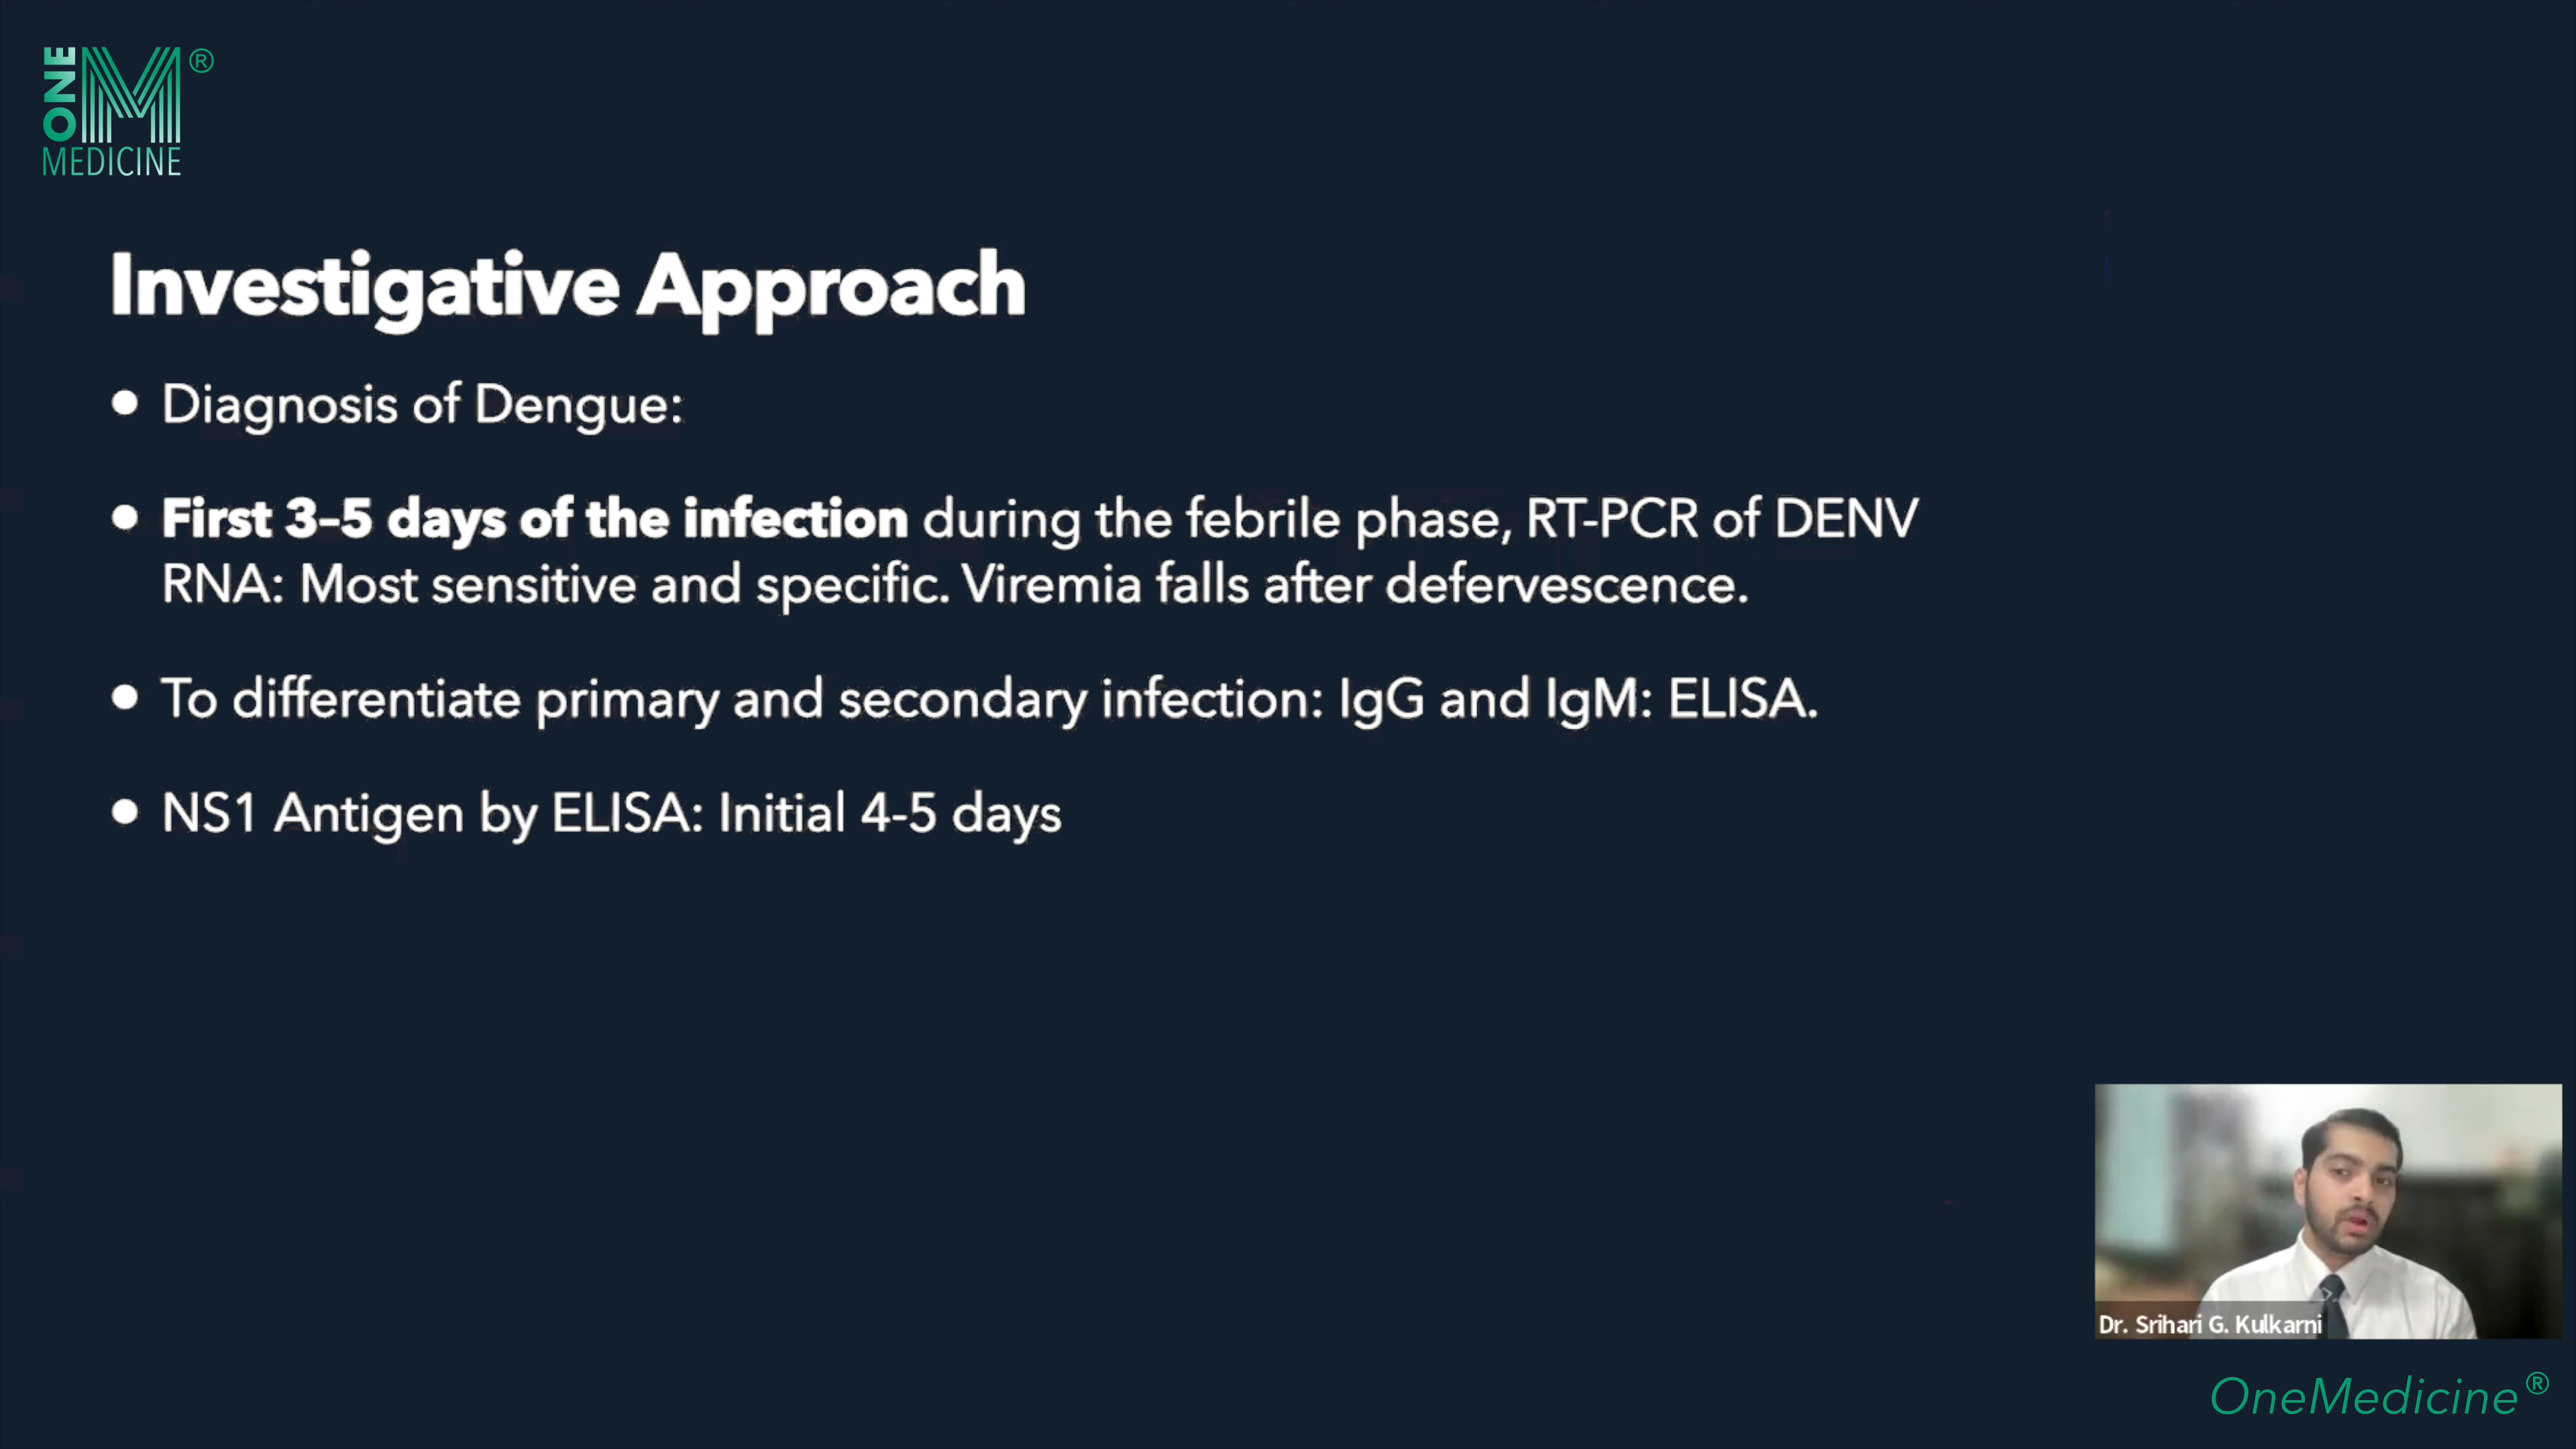 ONE
M ®
MEDICINE
Investigative Approach
• Diagnosis of Dengue:
• First 3–5 days of the infection during the febrile phase, RT-PCR of DENV
RNA: Most sensitive and specific. Viremia falls after defervescence.
• To differentiate primary and secondary infection: IgG and IgM: ELISA.
• NS1 Antigen by ELISA: Initial 4-5 days
Dr. Srihari G. Kulkarni
OneMedicine®